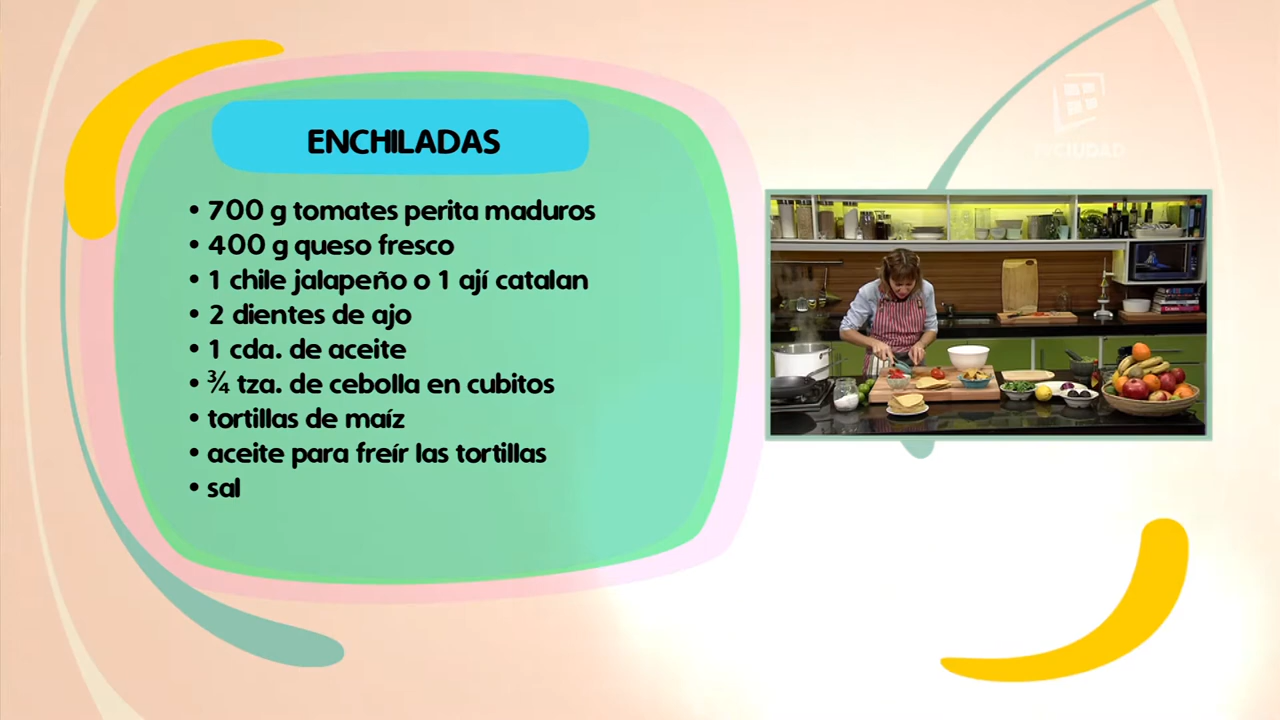 ENCHILADAS
• 700 g tomates perita maduros
• 400 g queso fresco
• 1 chile jalapeño o 1 ají catalan
• 2 dientes de ajo
• 1 cda. de aceite
• ¾ tza. de cebolla en cubitos
• tortillas de maíz
• aceite para freír las tortillas
• sal